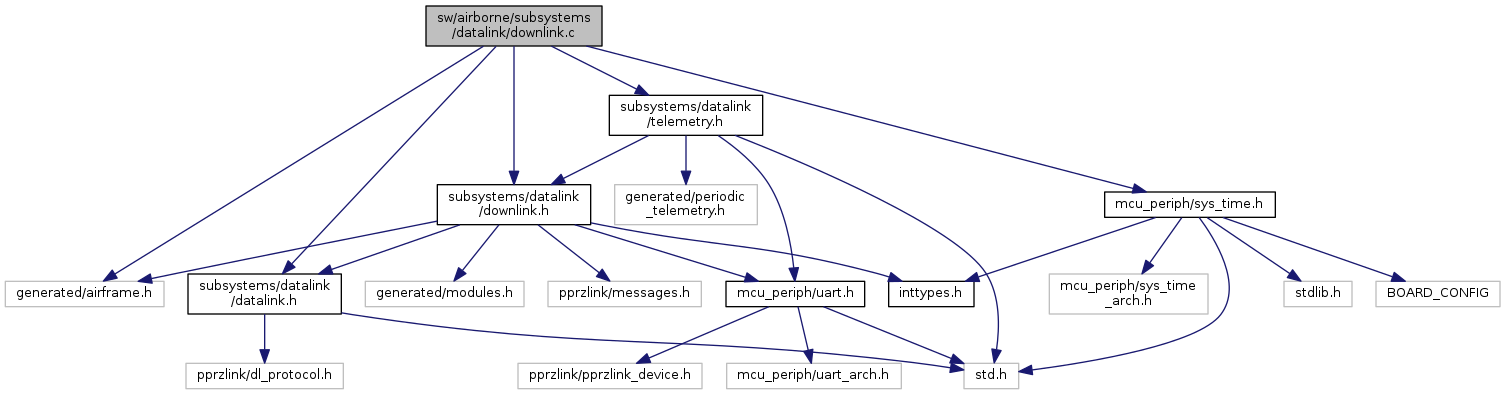 sw/airborne/subsystems
/datalink/downlink.c
subsystems/datalink
/telemetry.h
subsystems/datalink
/downlink.h
generated/periodic
_telemetry.h
mcu_periph/sys_time.h
generated/airframe.h
subsystems/datalink
/datalink.h
generated/modules.h
pprzlink/messages.h
mcu_periph/uart.h
inttypes.h
mcu_periph/sys_time
_arch.h
stdlib.h
BOARD_CONFIG
pprzlink/dl_protocol.h
pprzlink/pprzlink_device.h
mcu_periph/uart_arch.h
std.h